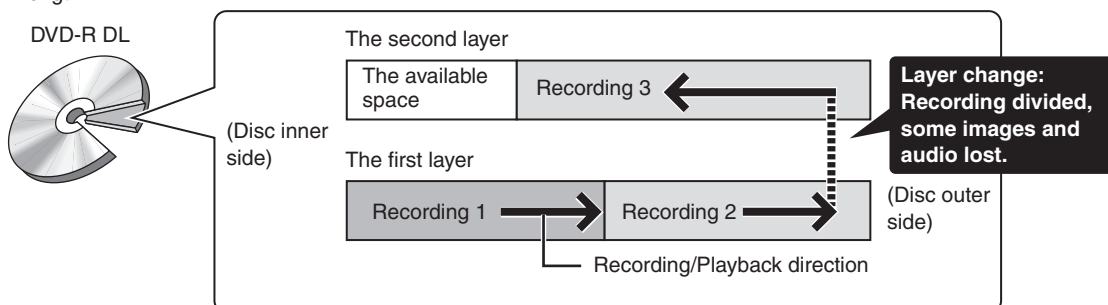 DVD-R DL
The second layer
The available
space
Recording 3
Layer change:
Recording divided,
some images and
audio lost.
(Disc inner
side)
The first layer
Recording 1
Recording 2
(Disc outer
side)
Recording/Playback direction